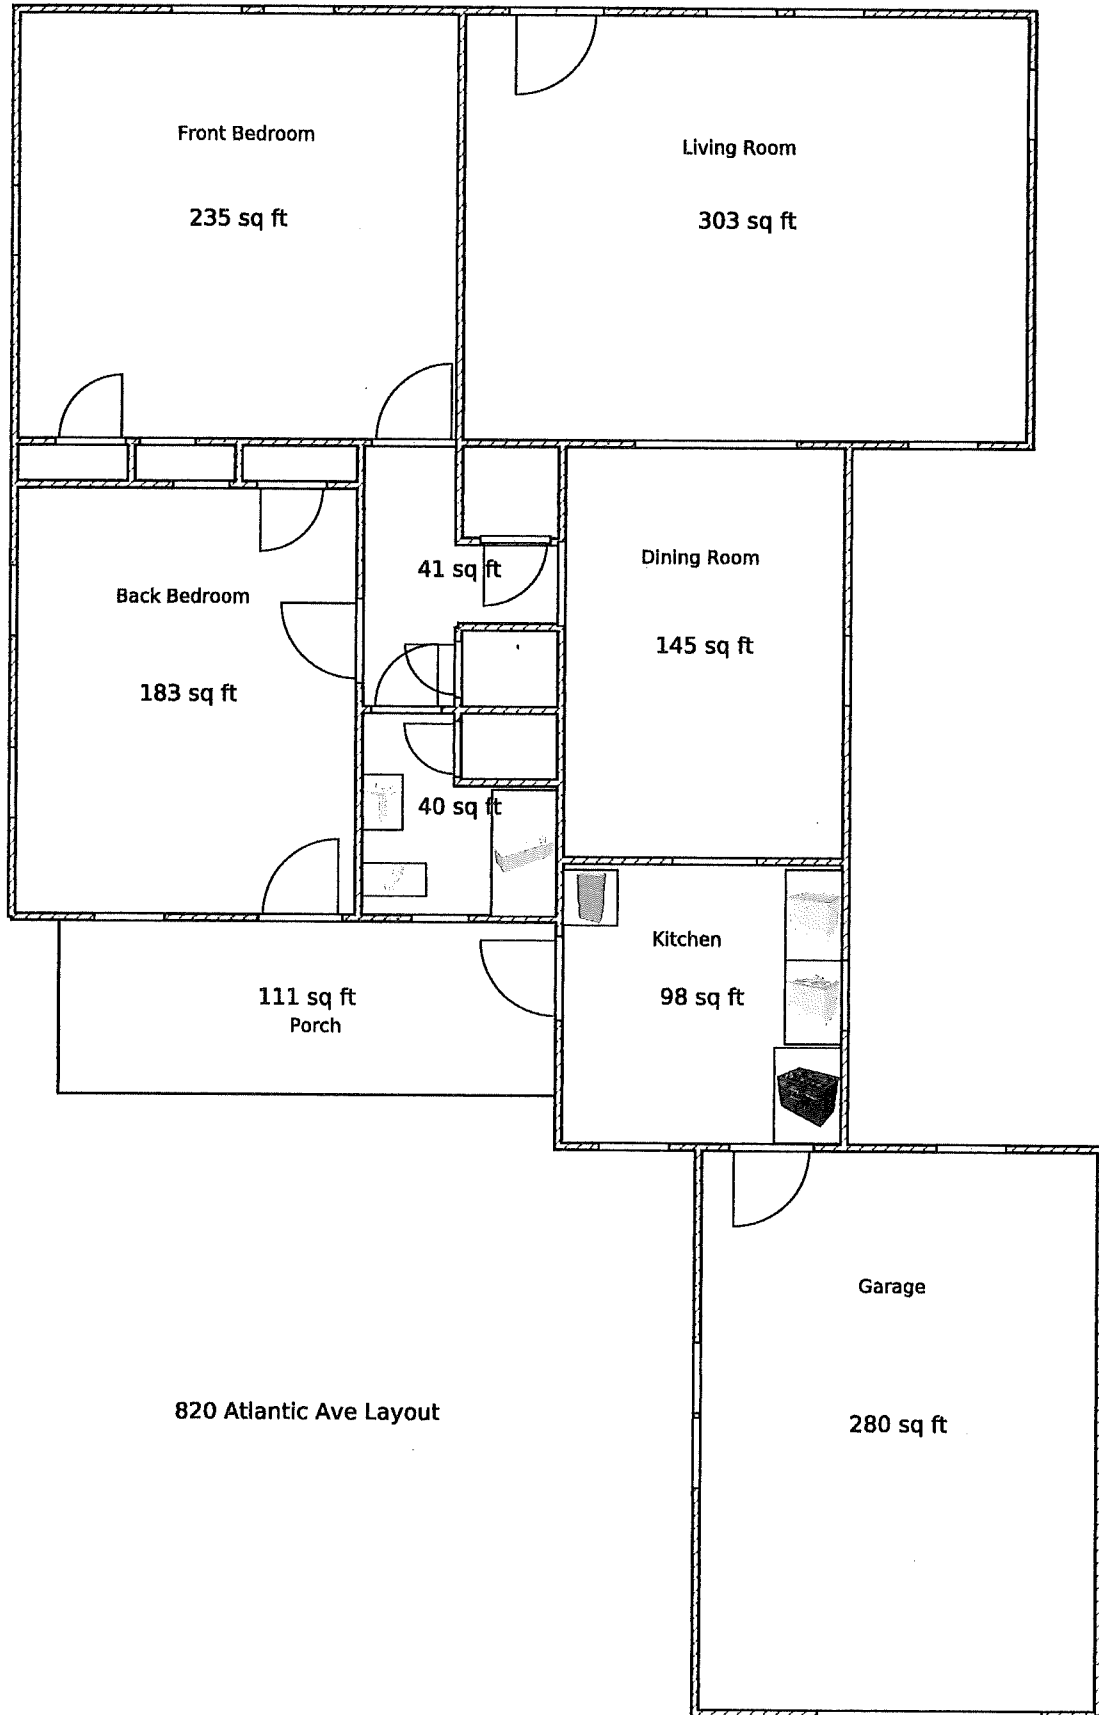 Front Bedroom
235 sq ft
Living Room
303 sq ft
41 sq ft
Dining Room
145 sq ft
Back Bedroom
183 sq ft
40 sq ft
Kitchen
98 sq ft
111 sq ft
Porch
Garage
280 sq ft
820 Atlantic Ave Layout